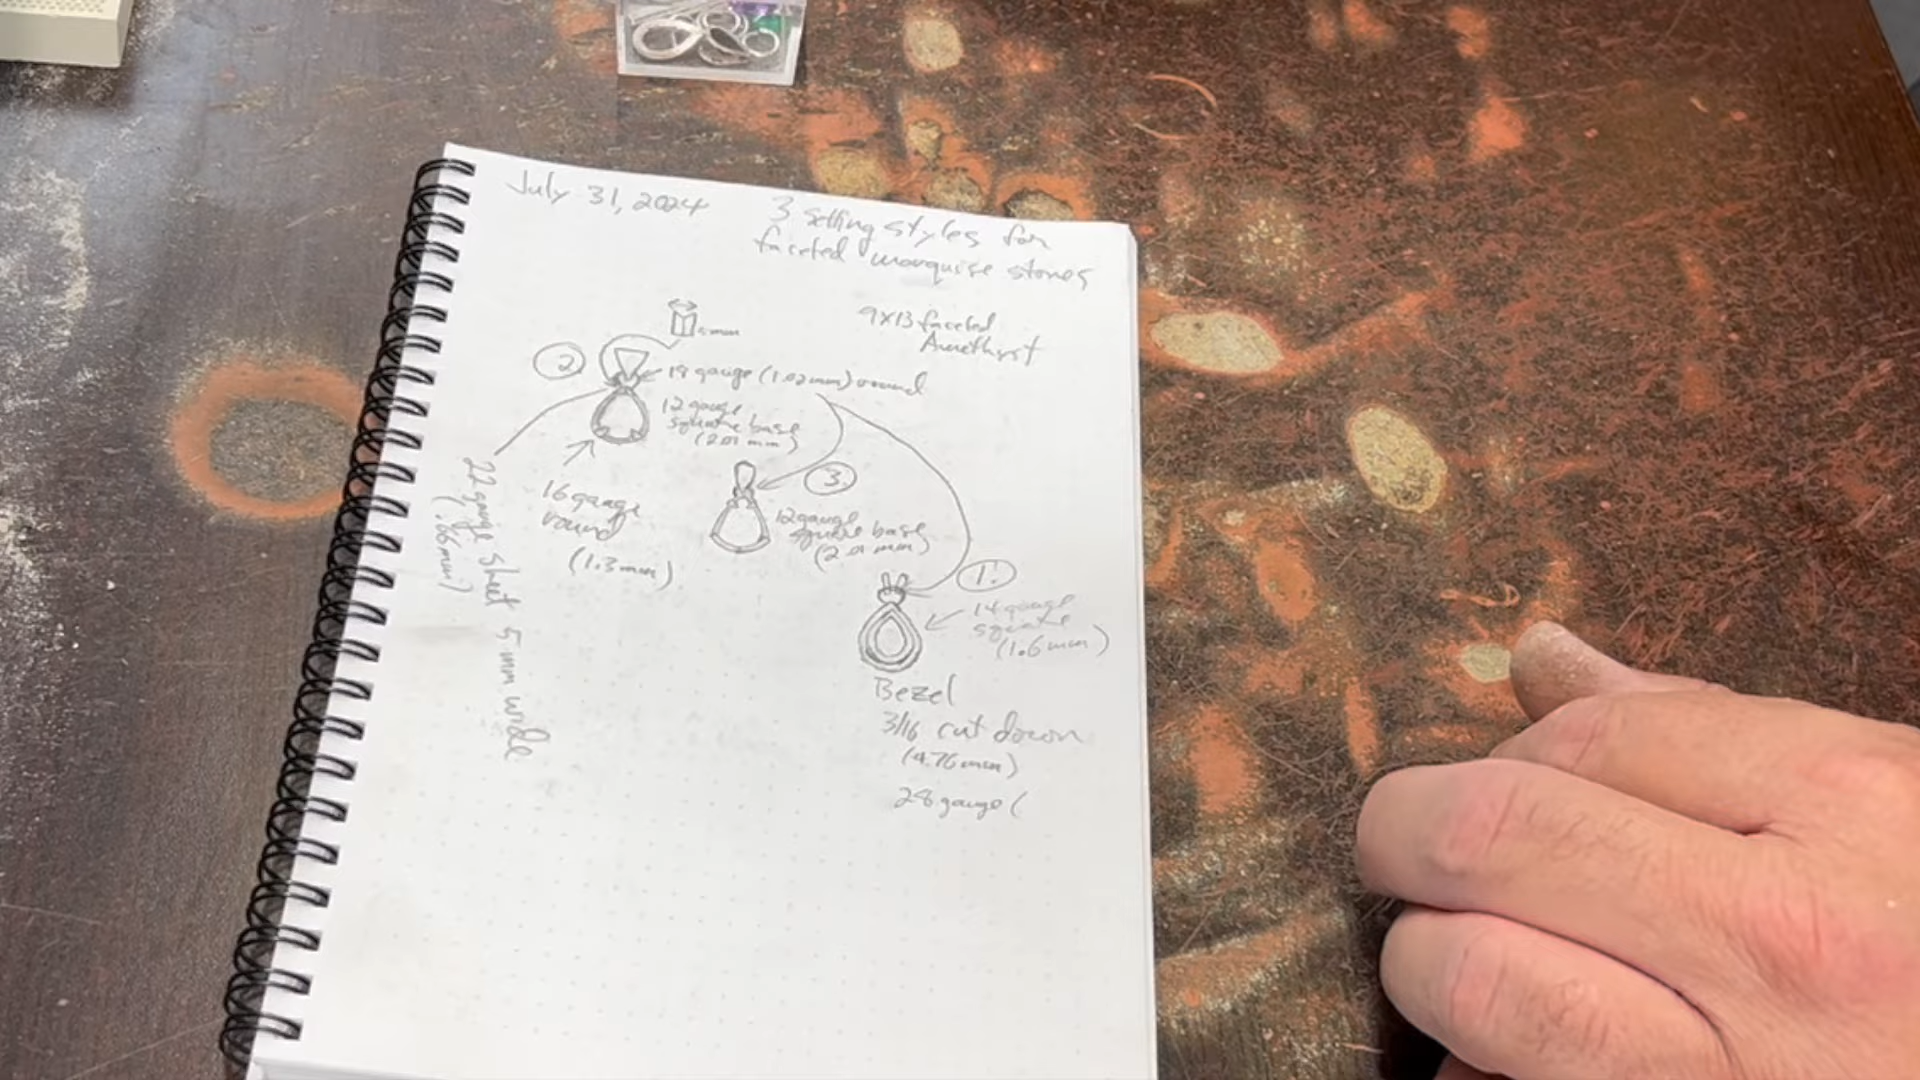 July 31, 2024
3 setting styles for
faceted marquise stones
9x13 faceted
Amethyst
5mm
2
18 gauge (1.02mm) round
12 gauge
square base
(2.01 mm)
16 gauge
round
(1.3mm)
22 gauge sheet 5mm wide
(.66mm)
3.
12 gauge
square base
(2.01 mm)
1.
14 gauge
square
(1.6mm)
Bezel
3/16 cut down
(4.76mm)
28 gauge (